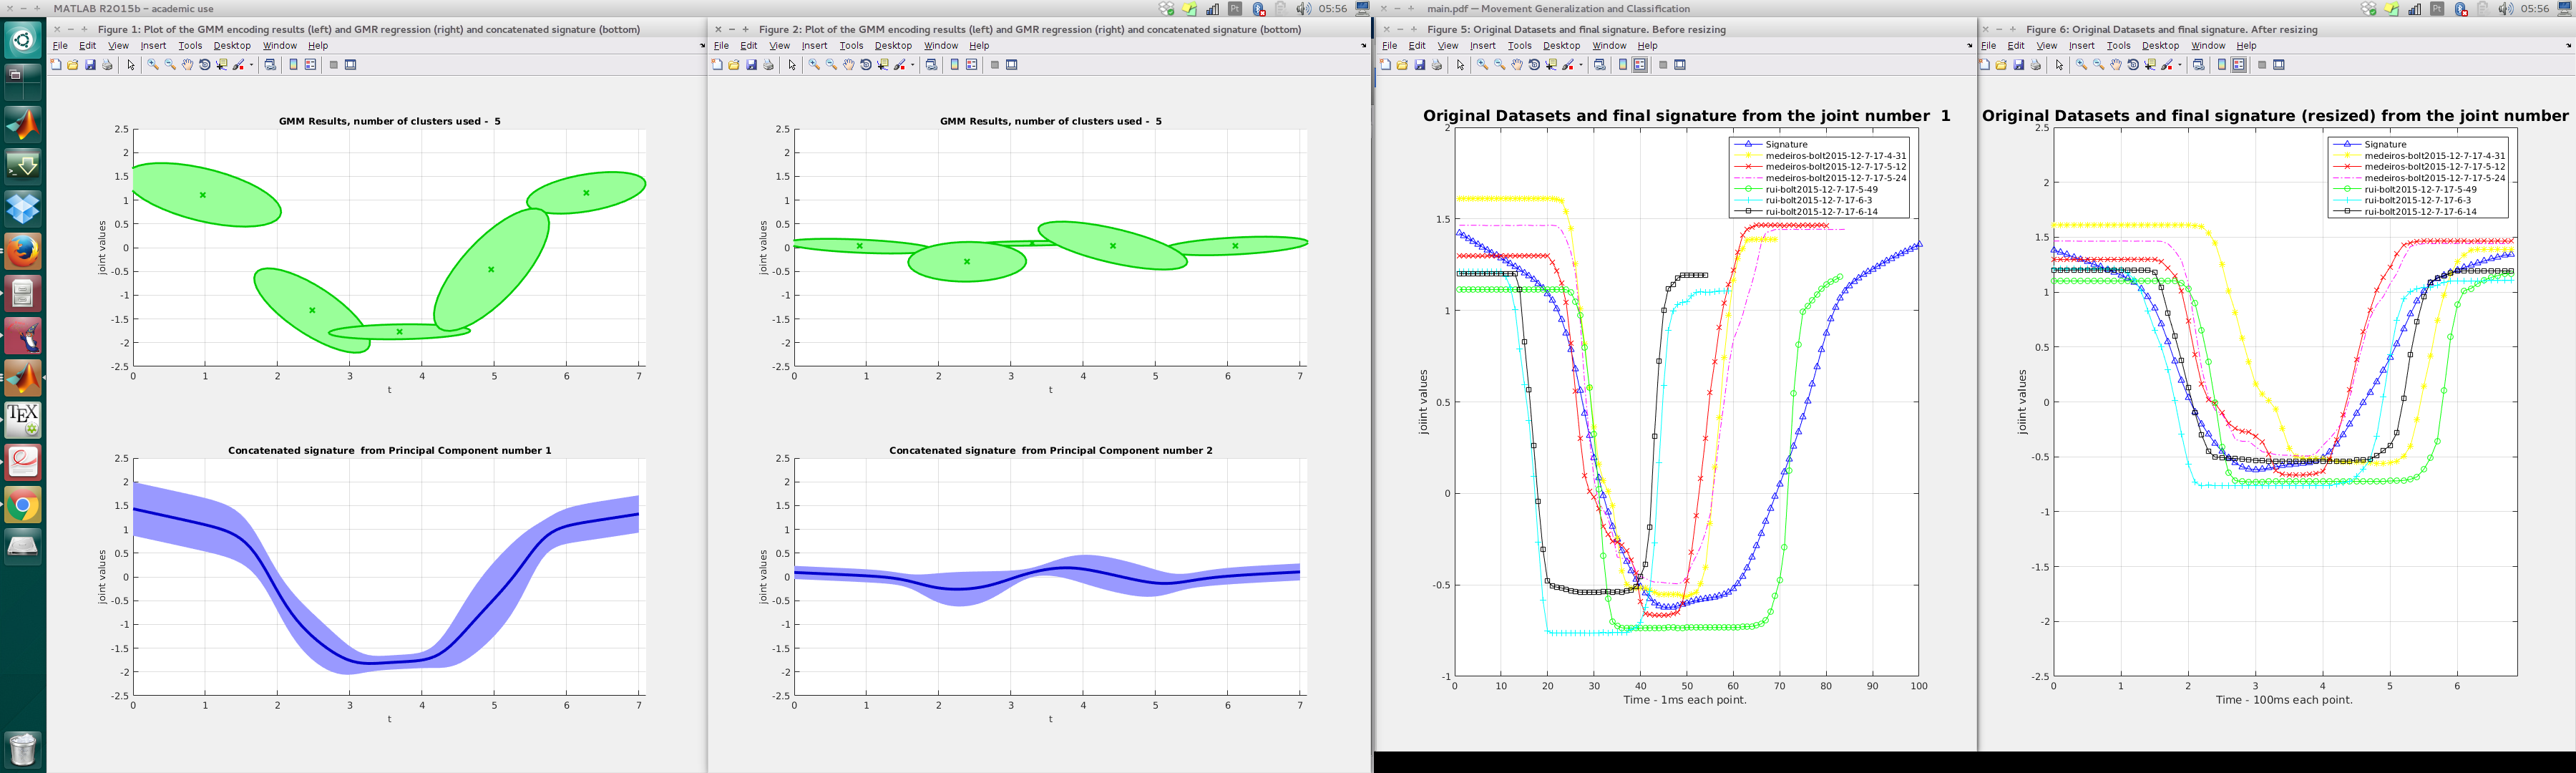 MATLAB R2015b - academic use
Pt
05:56
main.pdf — Movement Generalization and Classification
Pt
05:56
Figure 1: Plot of the GMM encoding results (left) and GMR regression (right) and concatenated signature (bottom)
File Edit View Insert Tools Desktop Window Help
GMM Results, number of clusters used - 5
2.5
2
1.5
1
0.5
0
-0.5
-1
-1.5
-2
-2.5
joint values
0 1 2 3 4 5 6 7
t
Concatenated signature from Principal Component number 1
2.5
2
1.5
1
0.5
0
-0.5
-1
-1.5
-2
-2.5
joint values
0 1 2 3 4 5 6 7
t
Figure 2: Plot of the GMM encoding results (left) and GMR regression (right) and concatenated signature (bottom)
File Edit View Insert Tools Desktop Window Help
GMM Results, number of clusters used - 5
2.5
2
1.5
1
0.5
0
-0.5
-1
-1.5
-2
-2.5
joint values
0 1 2 3 4 5 6 7
t
Concatenated signature from Principal Component number 2
2.5
2
1.5
1
0.5
0
-0.5
-1
-1.5
-2
-2.5
joint values
0 1 2 3 4 5 6 7
t
Figure 5: Original Datasets and final signature. Before resizing
File Edit View Insert Tools Desktop Window Help
Original Datasets and final signature from the joint number 1
Signature
medeiros-bolt2015-12-7-17-4-31
medeiros-bolt2015-12-7-17-5-12
medeiros-bolt2015-12-7-17-5-24
rui-bolt2015-12-7-17-5-49
rui-bolt2015-12-7-17-6-3
rui-bolt2015-12-7-17-6-14
2
1.5
1
0.5
0
-0.5
-1
joint values
0 10 20 30 40 50 60 70 80 90 100
Time - 1ms each point.
Figure 6: Original Datasets and final signature. After resizing
File Edit View Insert Tools Desktop Window Help
Original Datasets and final signature (resized) from the joint number
Signature
medeiros-bolt2015-12-7-17-4-31
medeiros-bolt2015-12-7-17-5-12
medeiros-bolt2015-12-7-17-5-24
rui-bolt2015-12-7-17-5-49
rui-bolt2015-12-7-17-6-3
rui-bolt2015-12-7-17-6-14
2.5
2
1.5
1
0.5
0
-0.5
-1
-1.5
-2
-2.5
joint values
0 1 2 3 4 5 6
Time - 100ms each point.
TEX